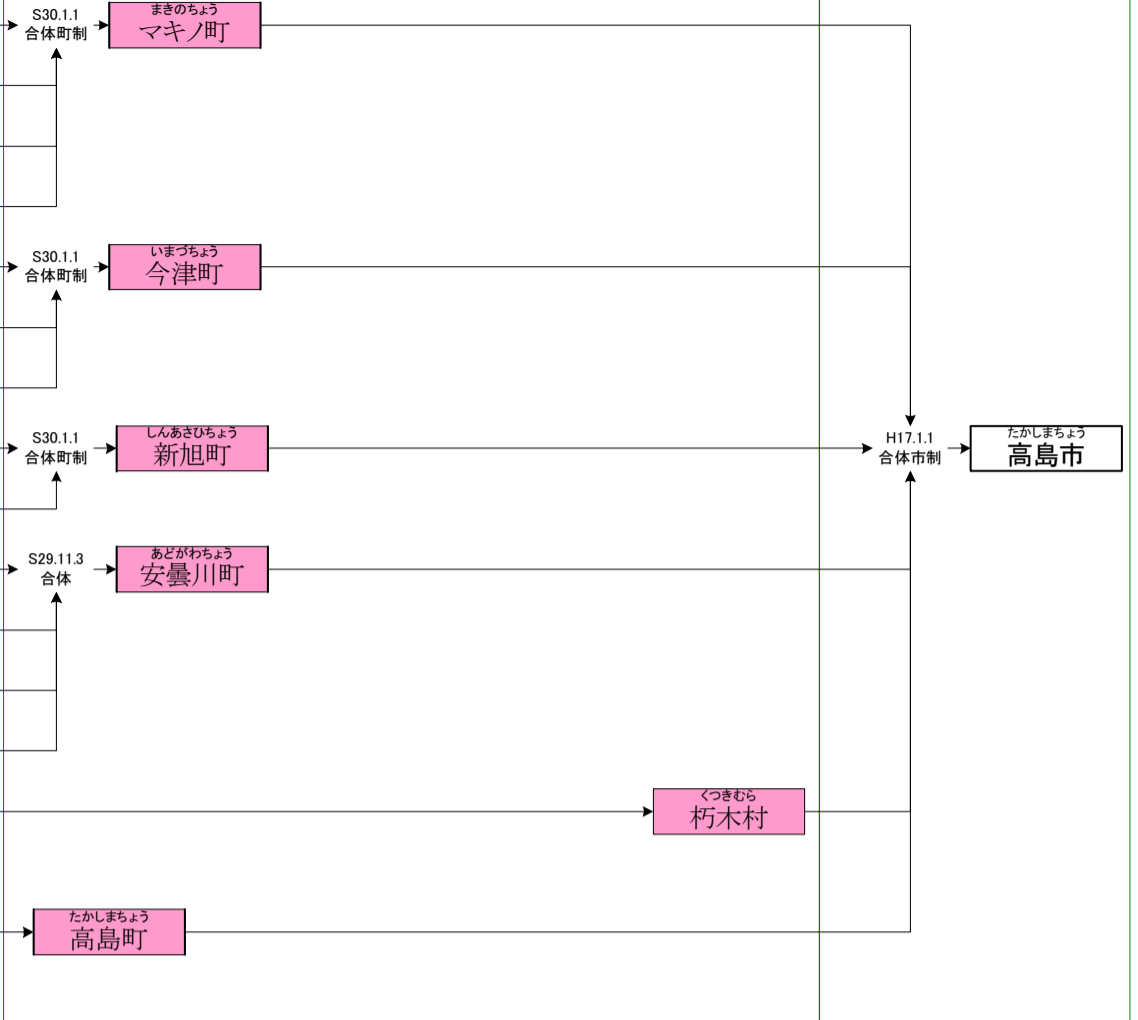 S30.1.1
合体町制
まきのちょう
マキノ町
S30.1.1
合体町制
いまづちょう
今津町
S30.1.1
合体町制
しんあさひちょう
新旭町
H17.1.1
合体市制
たかしまちょう
高島市
S29.11.3
合体
あどがわちょう
安曇川町
くつきむら
朽木村
たかしまちょう
高島町